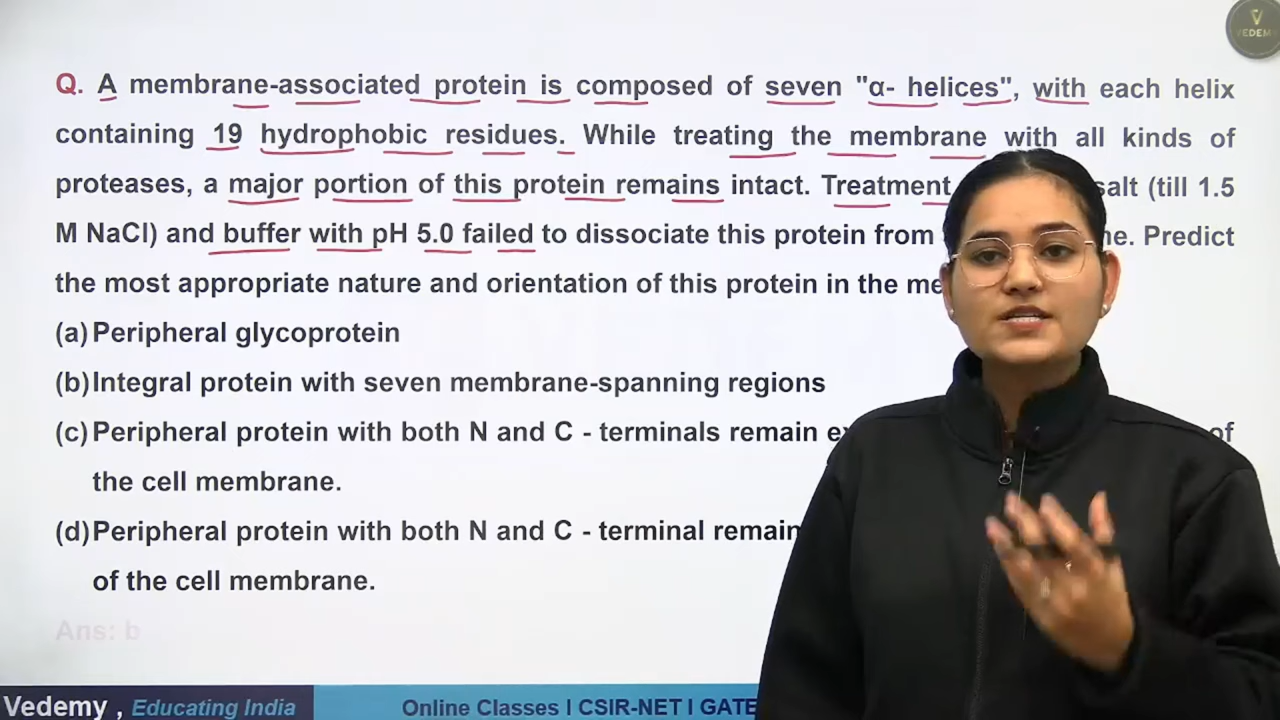 VEDEMY
Q. A membrane-associated protein is composed of seven "α- helices", with each helix
containing 19 hydrophobic residues. While treating the membrane with all kinds of
proteases, a major portion of this protein remains intact. Treatment salt (till 1.5
M NaCl) and buffer with pH 5.0 failed to dissociate this protein from Predict
the most appropriate nature and orientation of this protein in the
(a) Peripheral glycoprotein
(b) Integral protein with seven membrane-spanning regions
(c) Peripheral protein with both N and C - terminals remain of
the cell membrane.
(d) Peripheral protein with both N and C - terminal remain
of the cell membrane.
Ans: b
Vedemy , Educating India
Online Classes I CSIR-NET I GATE